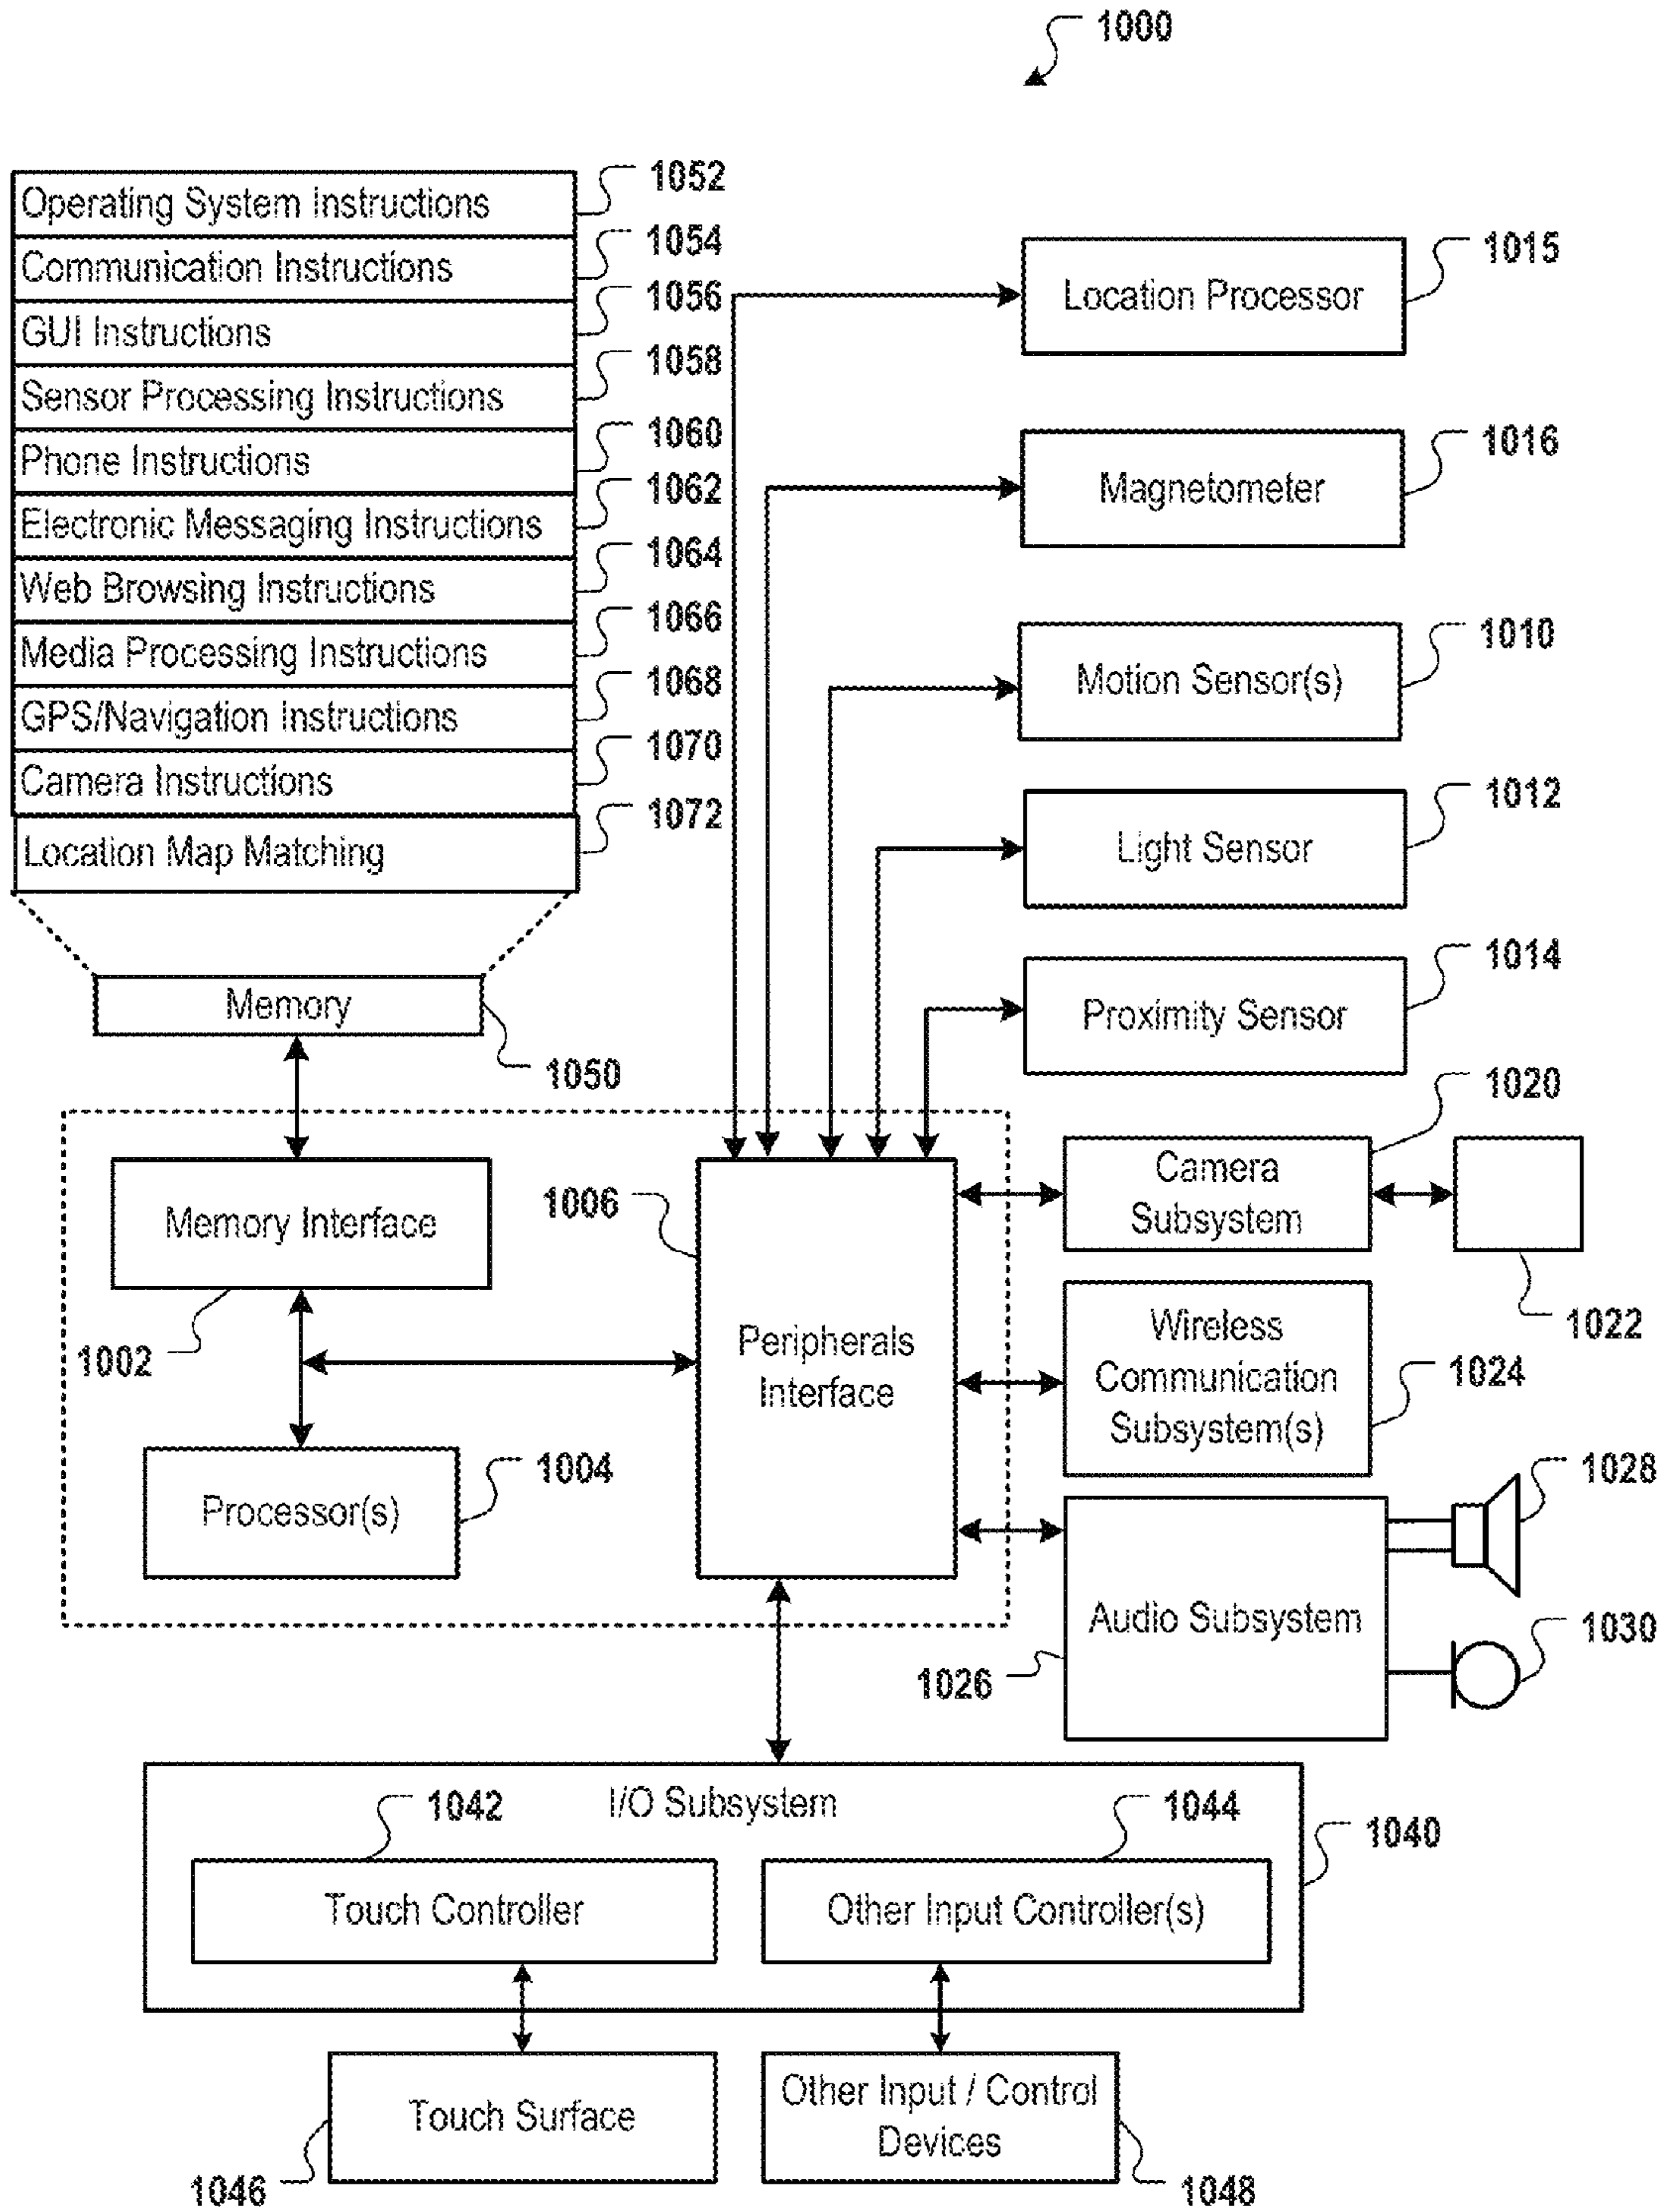 1000
Operating System Instructions
1052
Communication Instructions
1054
GUI Instructions
1056
Sensor Processing Instructions
1058
Phone Instructions
1060
Electronic Messaging Instructions
1062
Web Browsing Instructions
1064
Media Processing Instructions
1066
GPS/Navigation Instructions
1068
Camera Instructions
1070
Location Map Matching
1072
Memory
1050
Location Processor
1015
Magnetometer
1016
Motion Sensor(s)
1010
Light Sensor
1012
Proximity Sensor
1014
Memory Interface
1002
Processor(s)
1004
1006
Peripherals
Interface
Camera
Subsystem
1020
1022
Wireless
Communication
Subsystem(s)
1024
Audio Subsystem
1026
1028
1030
I/O Subsystem
1040
1042
Touch Controller
1044
Other Input Controller(s)
Touch Surface
1046
Other Input / Control
Devices
1048